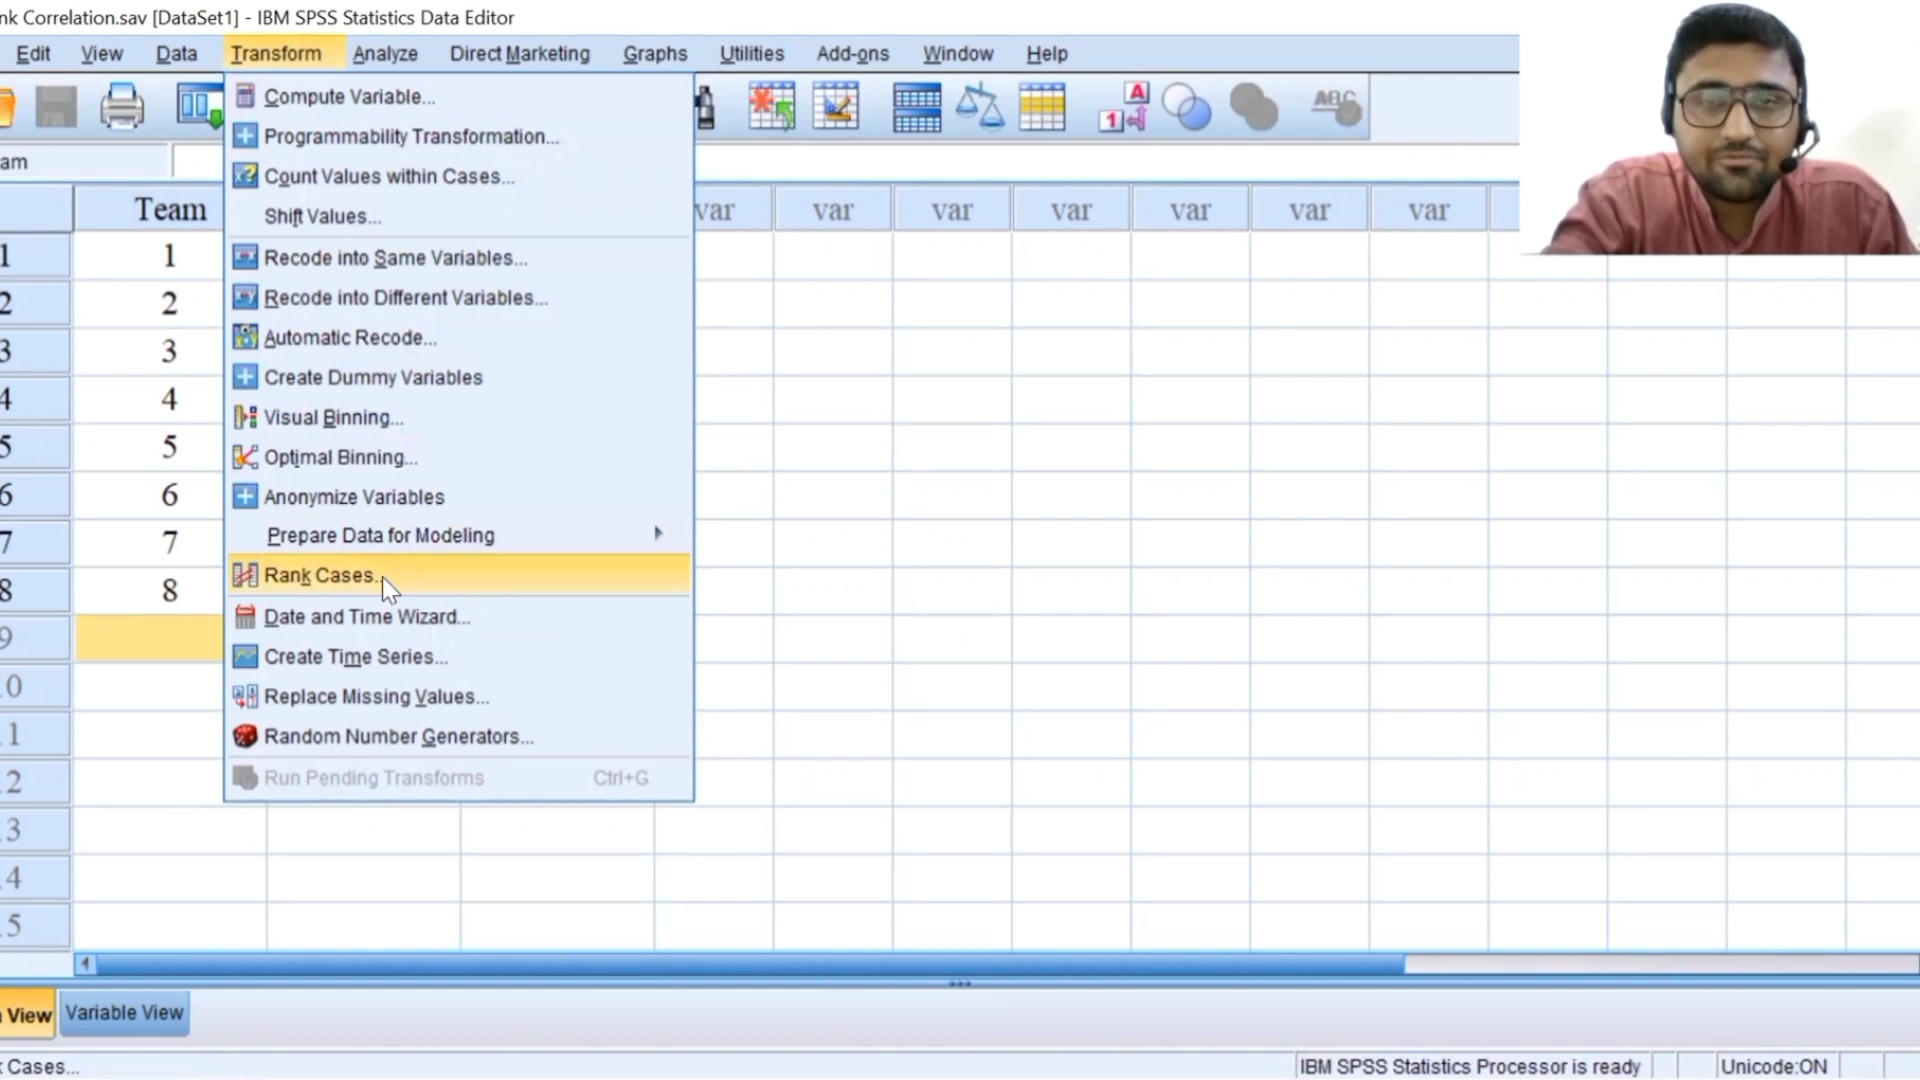 nk Correlation.sav [DataSet1] - IBM SPSS Statistics Data Editor
Edit View Data Transform Analyze Direct Marketing Graphs Utilities Add-ons Window Help
A
1
ABC
am
Team var var var var var var var
1 1
2 2
3 3
4 4
5 5
6 6
7 7
8 8
9
0
1
2
3
4
5
Compute Variable...
Programmability Transformation...
Count Values within Cases...
Shift Values...
Recode into Same Variables...
Recode into Different Variables...
Automatic Recode...
Create Dummy Variables
Visual Binning...
Optimal Binning...
Anonymize Variables
Prepare Data for Modeling
Rank Cases...
Date and Time Wizard...
Create Time Series...
Replace Missing Values...
Random Number Generators...
Run Pending Transforms Ctrl+G
View Variable View
Cases... IBM SPSS Statistics Processor is ready Unicode:ON